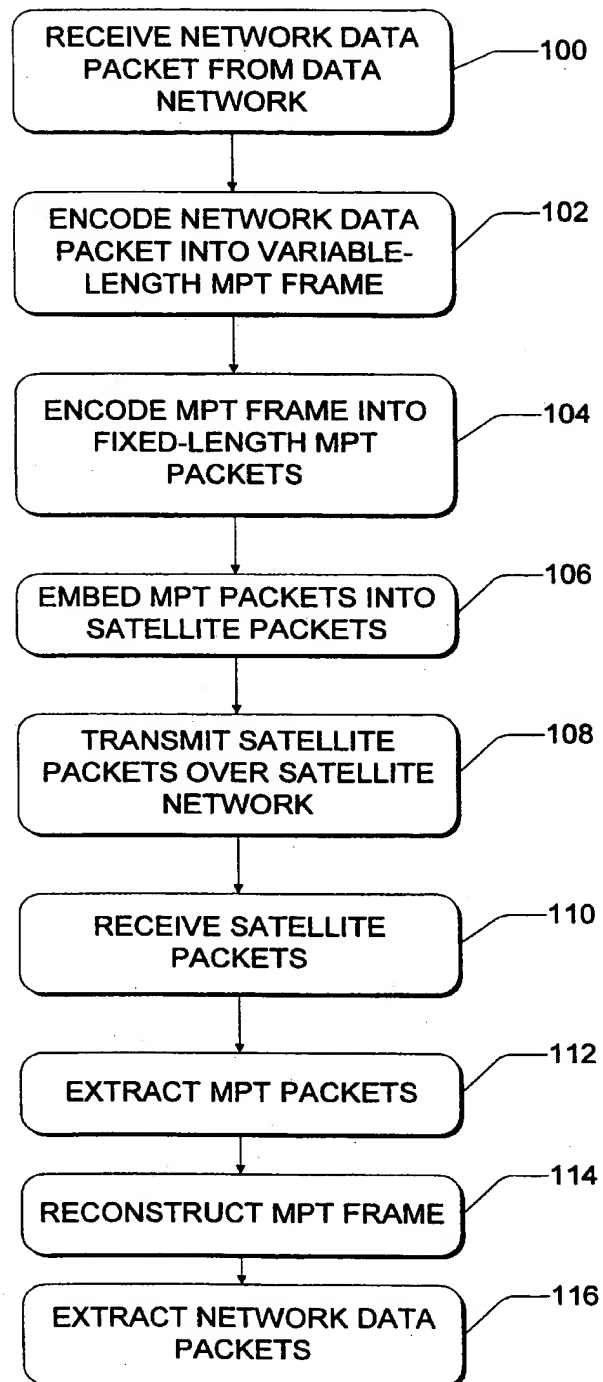 RECEIVE NETWORK DATA
PACKET FROM DATA
NETWORK
100
ENCODE NETWORK DATA
PACKET INTO VARIABLE-
LENGTH MPT FRAME
102
ENCODE MPT FRAME INTO
FIXED-LENGTH MPT
PACKETS
104
EMBED MPT PACKETS INTO
SATELLITE PACKETS
106
TRANSMIT SATELLITE
PACKETS OVER SATELLITE
NETWORK
108
RECEIVE SATELLITE
PACKETS
110
EXTRACT MPT PACKETS
112
RECONSTRUCT MPT FRAME
114
EXTRACT NETWORK DATA
PACKETS
116